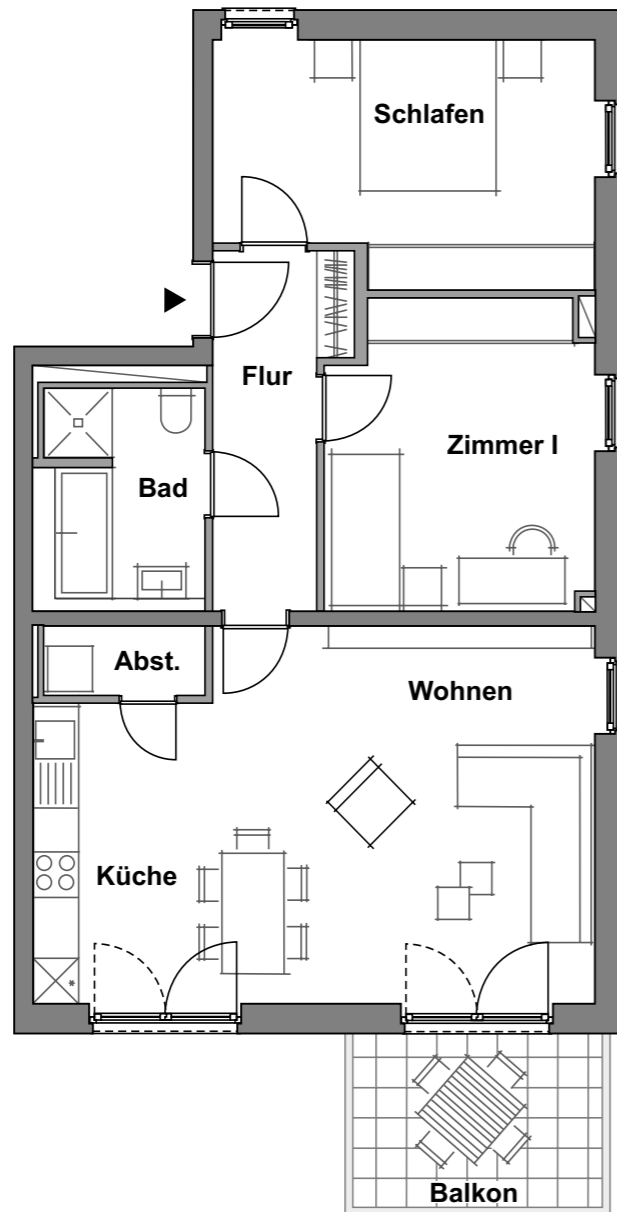 Schlafen
Flur
Zimmer I
Bad
Abst.
Wohnen
Küche
*
Balkon